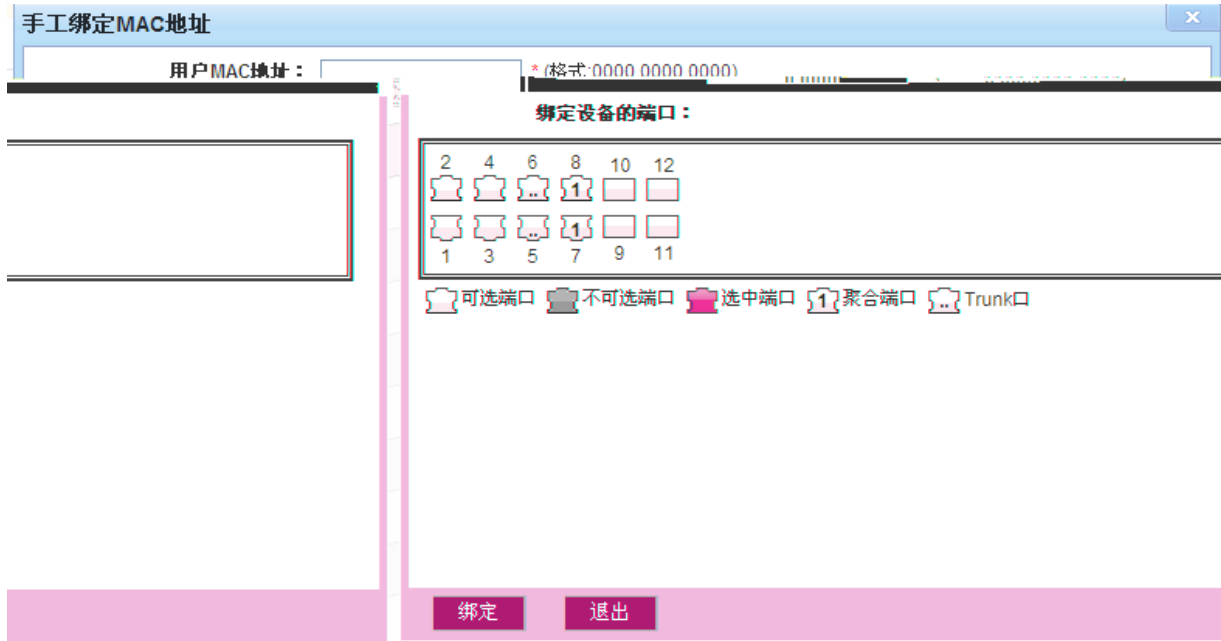 手工绑定MAC地址
用户MAC地址：
* (格式:0000.0000.0000)
绑定设备的端口：
2 4 6 8 10 12
.. 1
.. 1
1 3 5 7 9 11
可选端口 不可选端口 选中端口 1 聚合端口 .. Trunk口
绑定 退出